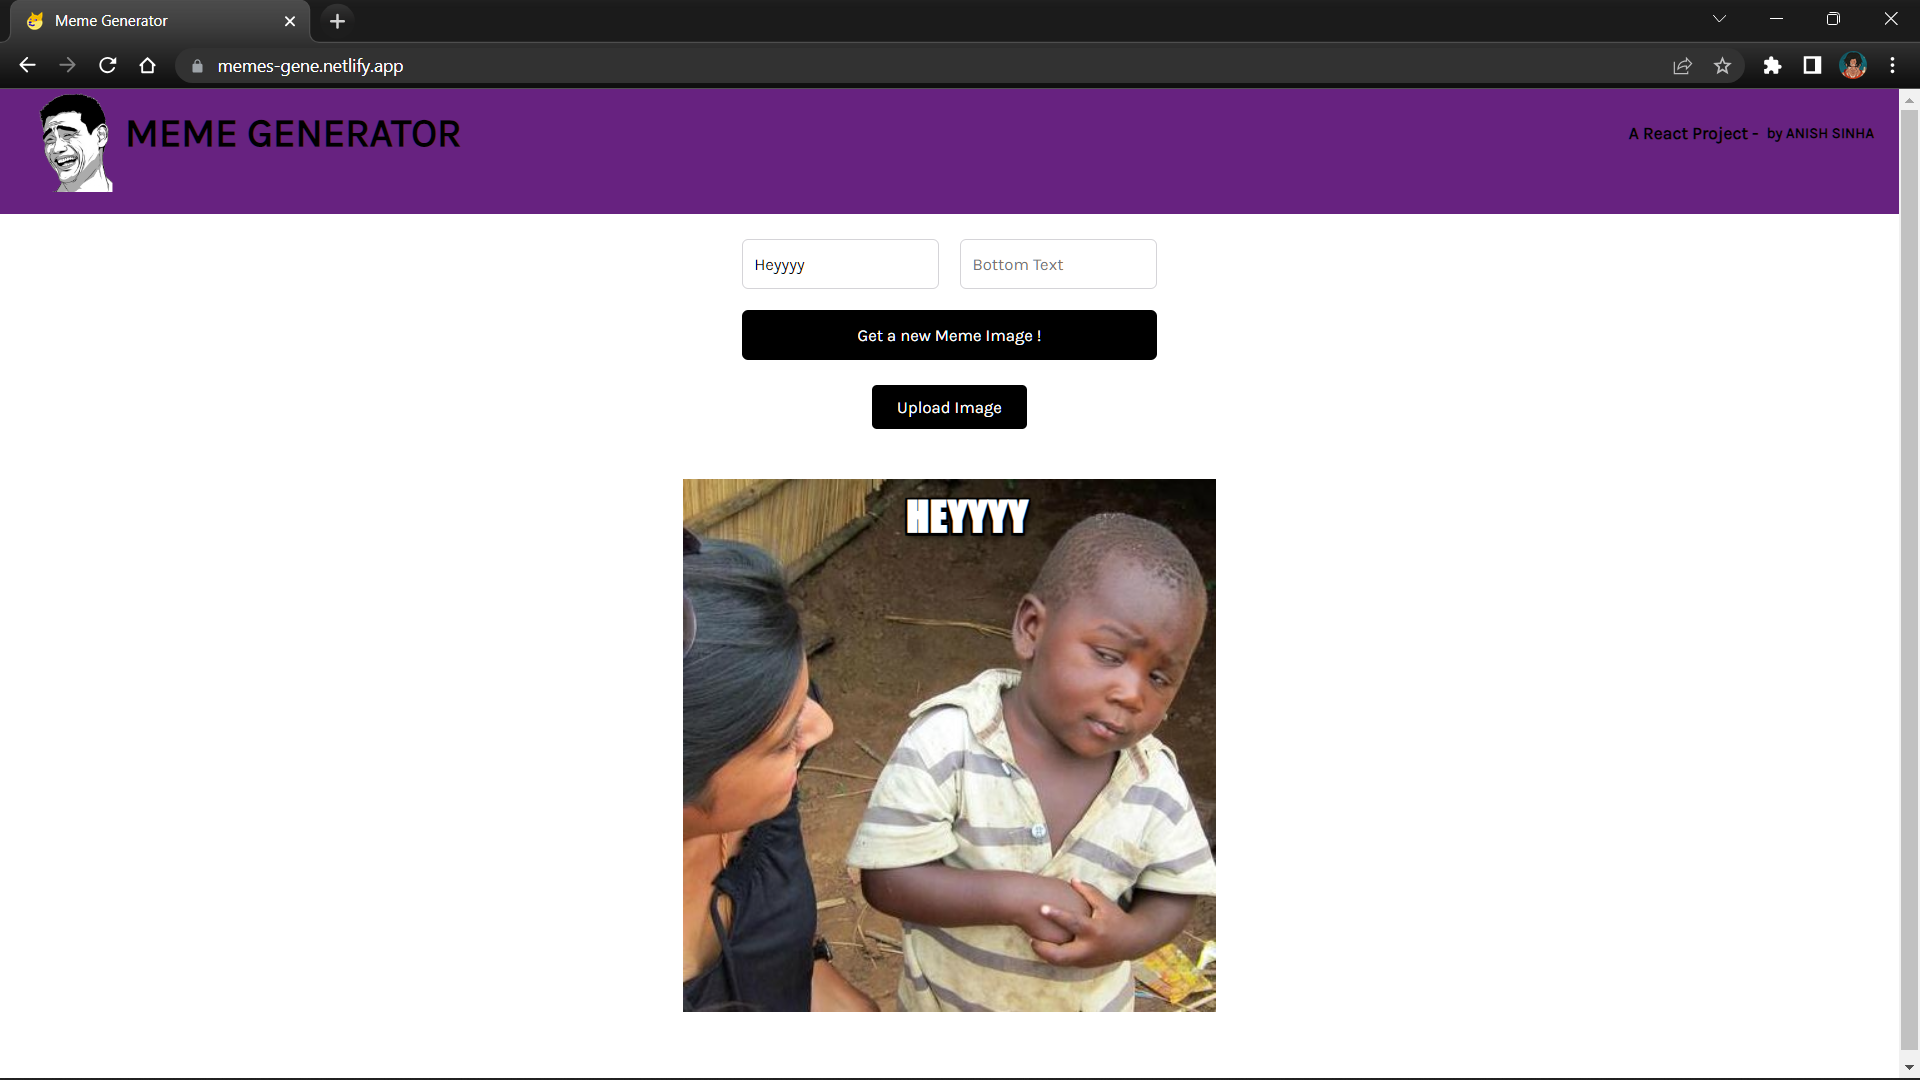 Meme Generator
memes-gene.netlify.app
MEME GENERATOR
A React Project - by ANISH SINHA
Heyyyy
Bottom Text
Get a new Meme Image !
Upload Image
HEYYYY